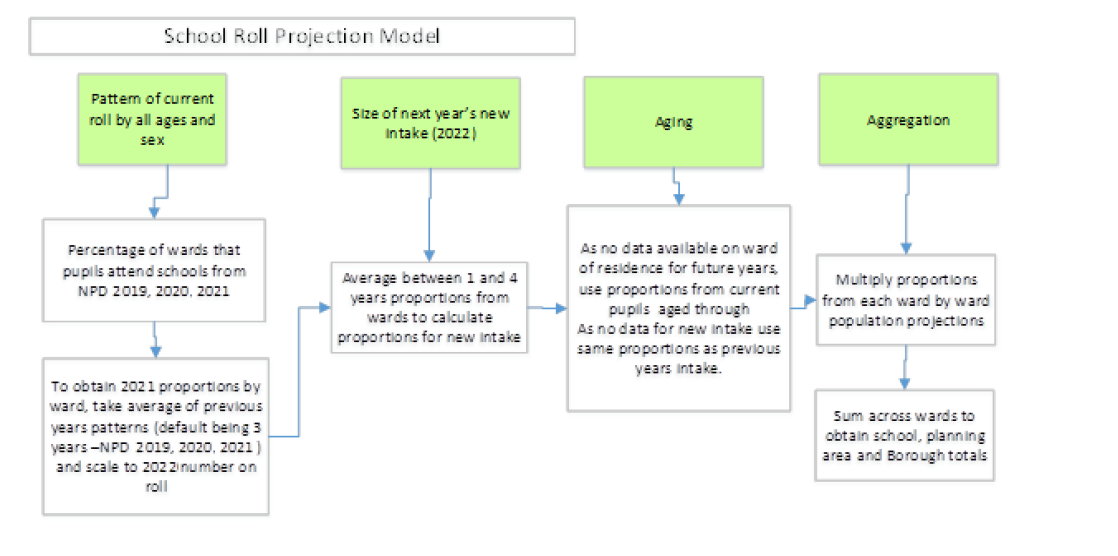 School Roll Projection Model
Pattern of current
roll by all ages and
sex
Size of next year's new
intake (2022)
Aging
Aggregation
Percentage of wards that
pupils attend schools from
NPD 2019, 2020, 2021
To obtain 2021 proportions by
ward, take average of previous
years patterns (default being 3
years –NPD 2019, 2020, 2021)
and scale to 2022 number on
roll
Average between 1 and 4
years proportions from
wards to calculate
proportions for new intake
As no data available on ward
of residence for future years,
use proportions from current
pupils aged through
As no data for new intake use
same proportions as previous
years intake.
Multiply proportions
from each ward by ward
population projections
Sum across wards to
obtain school, planning
area and Borough totals